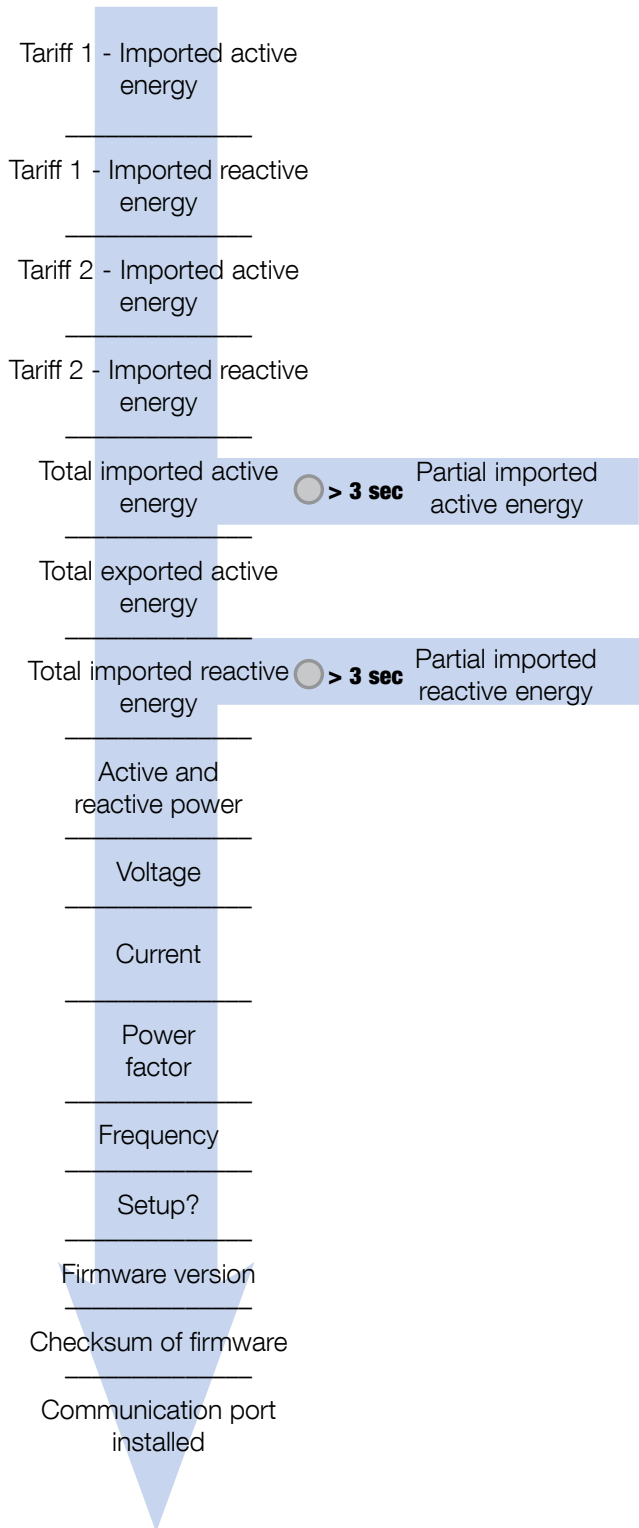 Tariff 1 - Imported active
energy
Tariff 1 - Imported reactive
energy
Tariff 2 - Imported active
energy
Tariff 2 - Imported reactive
energy
Total imported active
energy
> 3 sec
Partial imported
active energy
Total exported active
energy
Total imported reactive
energy
> 3 sec
Partial imported
reactive energy
Active and
reactive power
Voltage
Current
Power
factor
Frequency
Setup?
Firmware version
Checksum of firmware
Communication port
installed